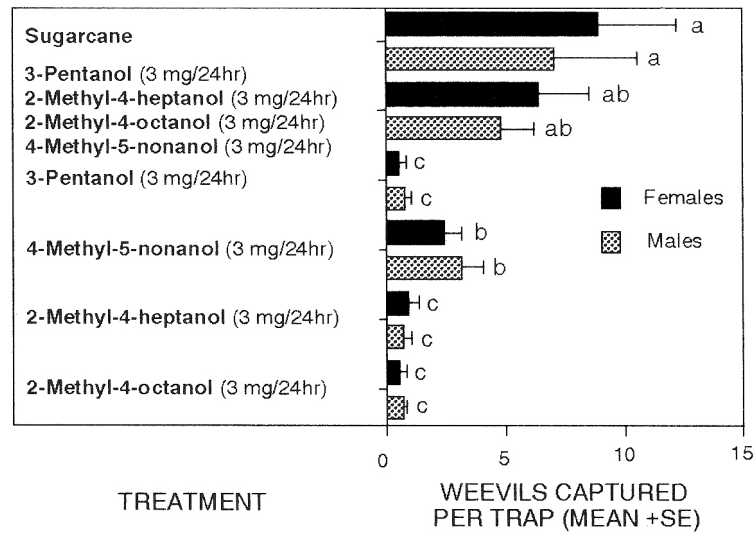 Sugarcane
3-Pentanol (3 mg/24hr)
2-Methyl-4-heptanol (3 mg/24hr)
2-Methyl-4-octanol (3 mg/24hr)
4-Methyl-5-nonanol (3 mg/24hr)
3-Pentanol (3 mg/24hr)
4-Methyl-5-nonanol (3 mg/24hr)
2-Methyl-4-heptanol (3 mg/24hr)
2-Methyl-4-octanol (3 mg/24hr)
a
a
ab
ab
c
c
b
b
c
c
c
c
Females
Males
0 5 10 15
TREATMENT
WEEVILS CAPTURED
PER TRAP (MEAN +SE)